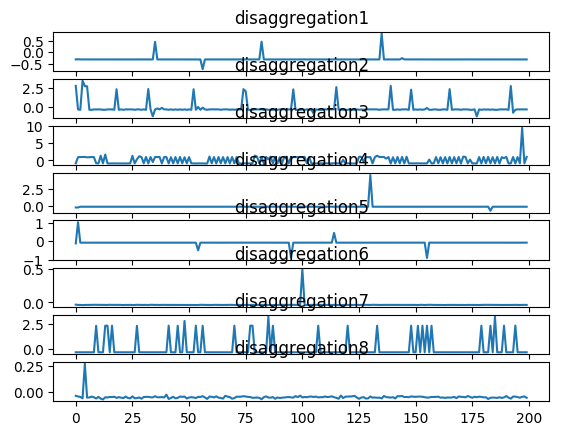 disaggregation1
0.5
0.0
−0.5
disaggregation2
2.5
0.0
disaggregation3
10
5
0
disaggregation4
2.5
0.0
disaggregation5
1
0
−1
disaggregation6
0.5
0.0
disaggregation7
2.5
0.0
disaggregation8
0.25
0.00
0 25 50 75 100 125 150 175 200